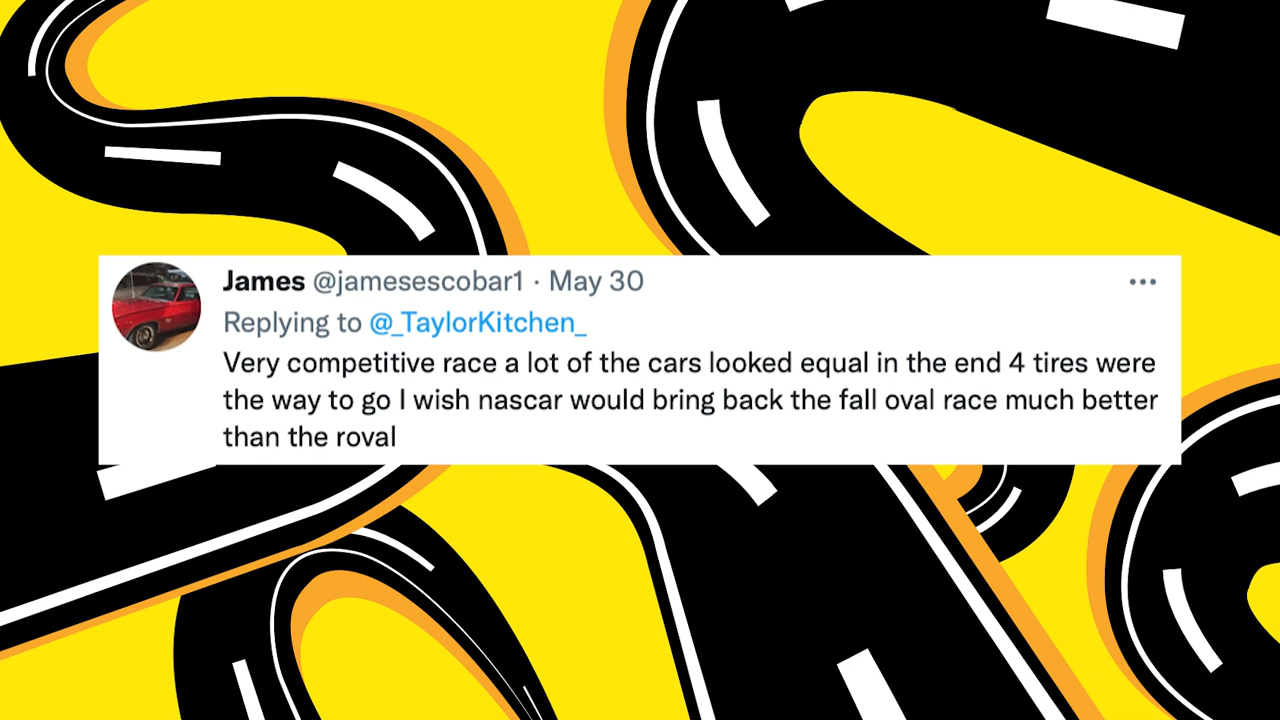 James @jamesescobar1 · May 30
Replying to @_TaylorKitchen_
Very competitive race a lot of the cars looked equal in the end 4 tires were
the way to go I wish nascar would bring back the fall oval race much better
than the roval